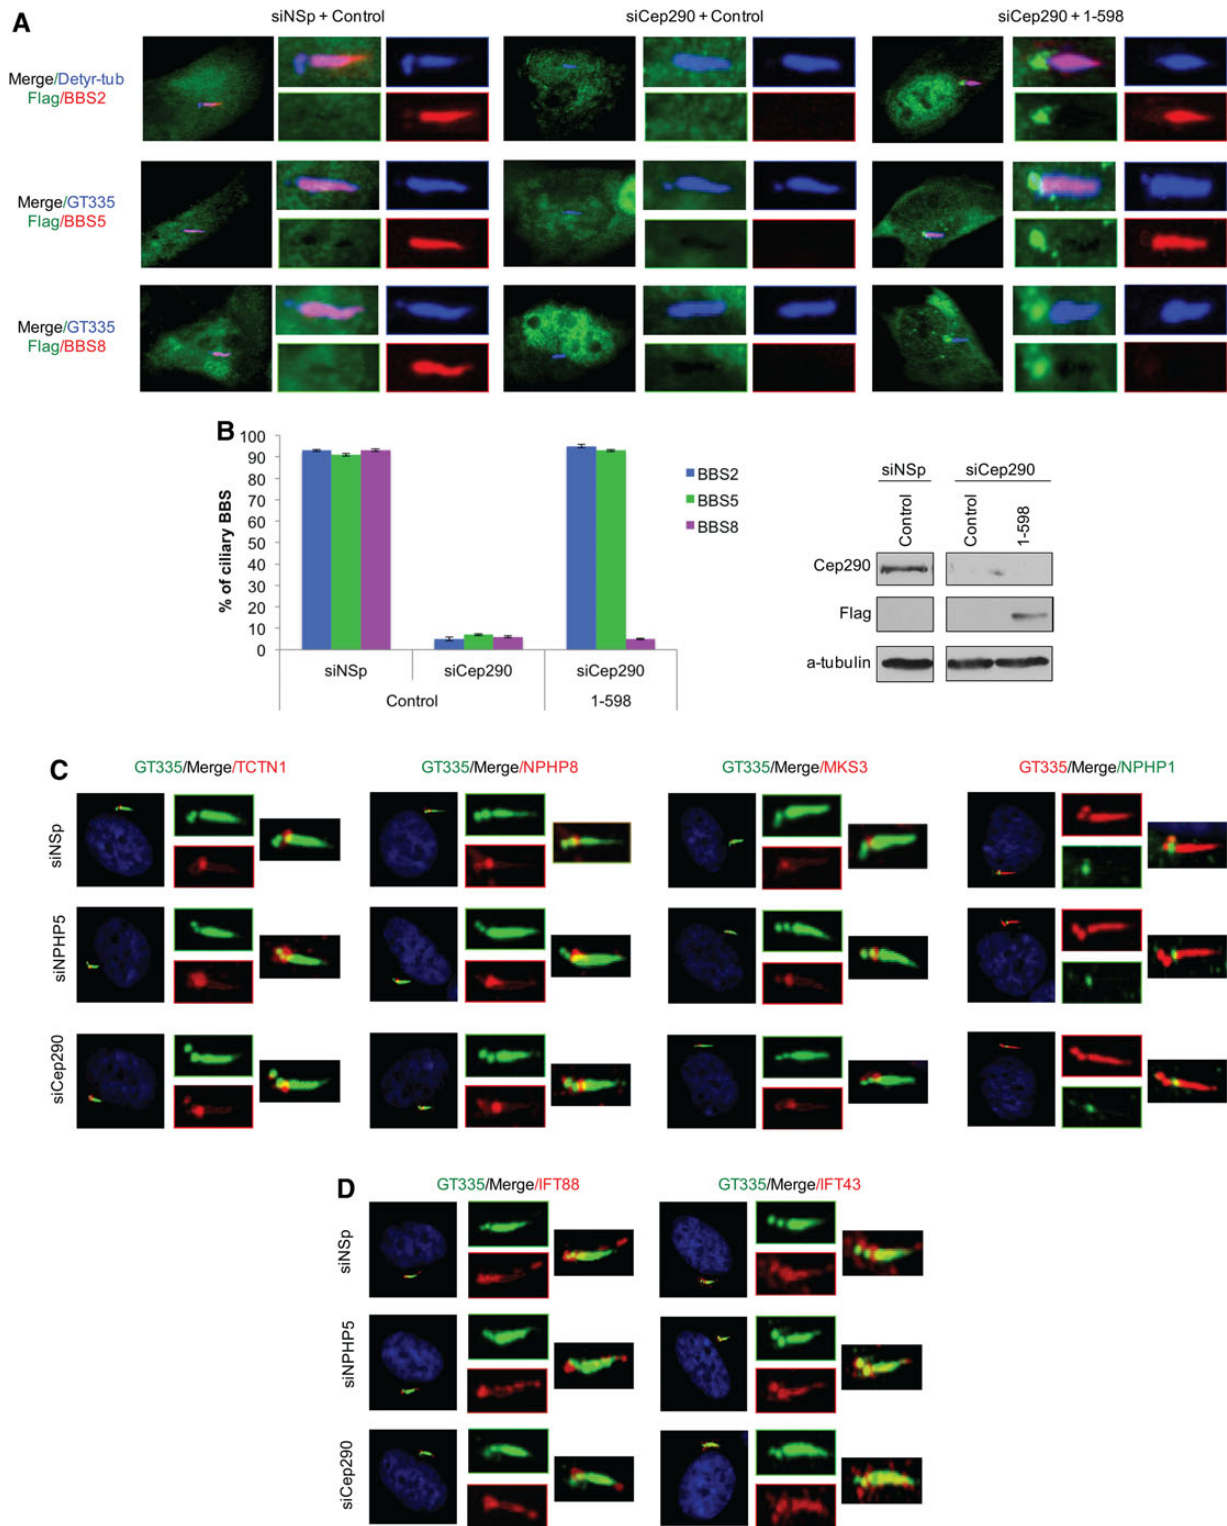 A
siNSp + Control
siCep290 + Control
siCep290 + 1-598
Merge/Detyr-tub
Flag/BBS2
Merge/GT335
Flag/BBS5
Merge/GT335
Flag/BBS8
B
% of ciliary BBS
100
90
80
70
60
50
40
30
20
10
0
siNSp
siCep290
siCep290
Control
1-598
BBS2
BBS5
BBS8
siNSp
siCep290
Control
Control
1-598
Cep290
Flag
a-tubulin
C
GT335/Merge/TCTN1
GT335/Merge/NPHP8
GT335/Merge/MKS3
GT335/Merge/NPHP1
siNSp
siNPHP5
siCep290
D
GT335/Merge/IFT88
GT335/Merge/IFT43
siNSp
siNPHP5
siCep290